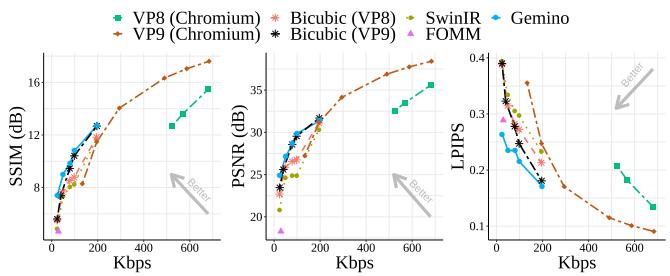 VP8 (Chromium) Bicubic (VP8) SwinIR Gemino
VP9 (Chromium) Bicubic (VP9) FOMM
SSIM (dB)
16
12
8
0 200 400 600
Kbps
Better
PSNR (dB)
35
30
25
20
0 200 400 600
Kbps
Better
LPIPS
0.4
0.3
0.2
0.1
0 200 400 600
Kbps
Better